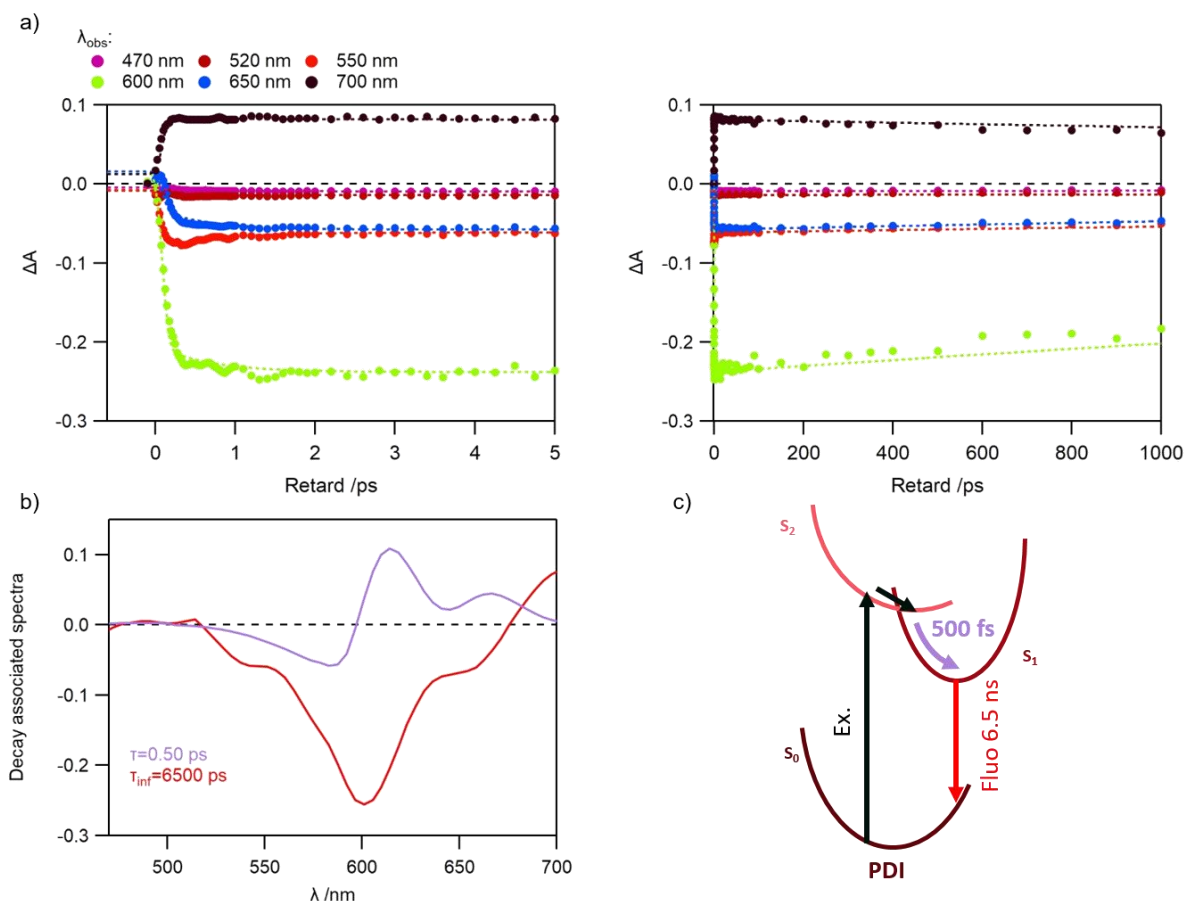 a)
λobs:
470 nm 520 nm 550 nm
600 nm 650 nm 700 nm
0.1
0.0
-0.1
-0.2
-0.3
ΔA
0 1 2 3 4 5
Retard /ps
0.1
0.0
-0.1
-0.2
-0.3
ΔA
0 200 400 600 800 1000
Retard /ps
b)
0.1
0.0
-0.1
-0.2
-0.3
Decay associated spectra
τ=0.50 ps
τinf=6500 ps
500 550 600 650 700
λ /nm
c)
S2
500 fs
S1
Ex.
Fluo 6.5 ns
S0
PDI